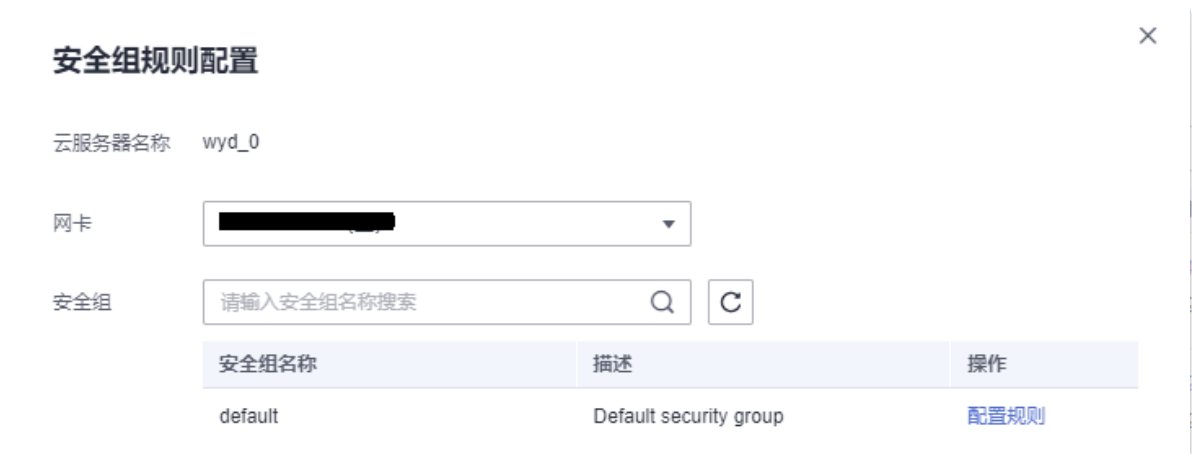 安全组规则配置
云服务器名称 wyd_0
网卡
安全组 请输入安全组名称搜索
安全组名称 描述 操作
default Default security group 配置规则